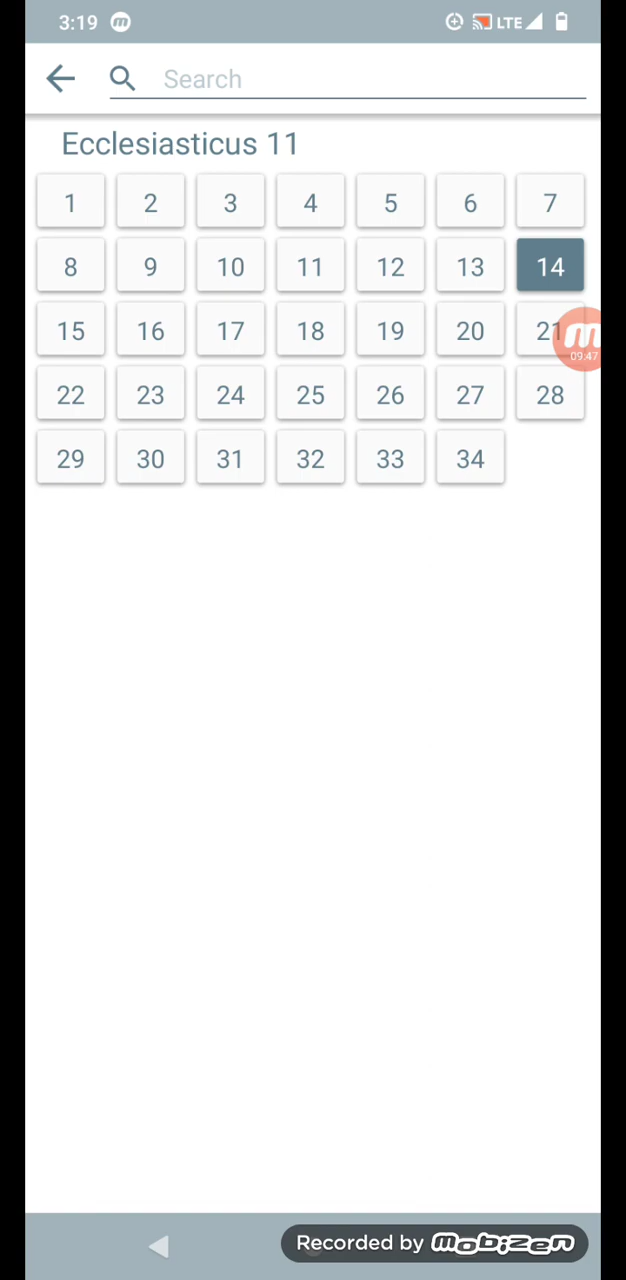 3:19 m LTE
Search
Ecclesiasticus 11
1 2 3 4 5 6 7
8 9 10 11 12 13 14
15 16 17 18 19 20 21
m
09:47
22 23 24 25 26 27 28
29 30 31 32 33 34
Recorded by mobizen